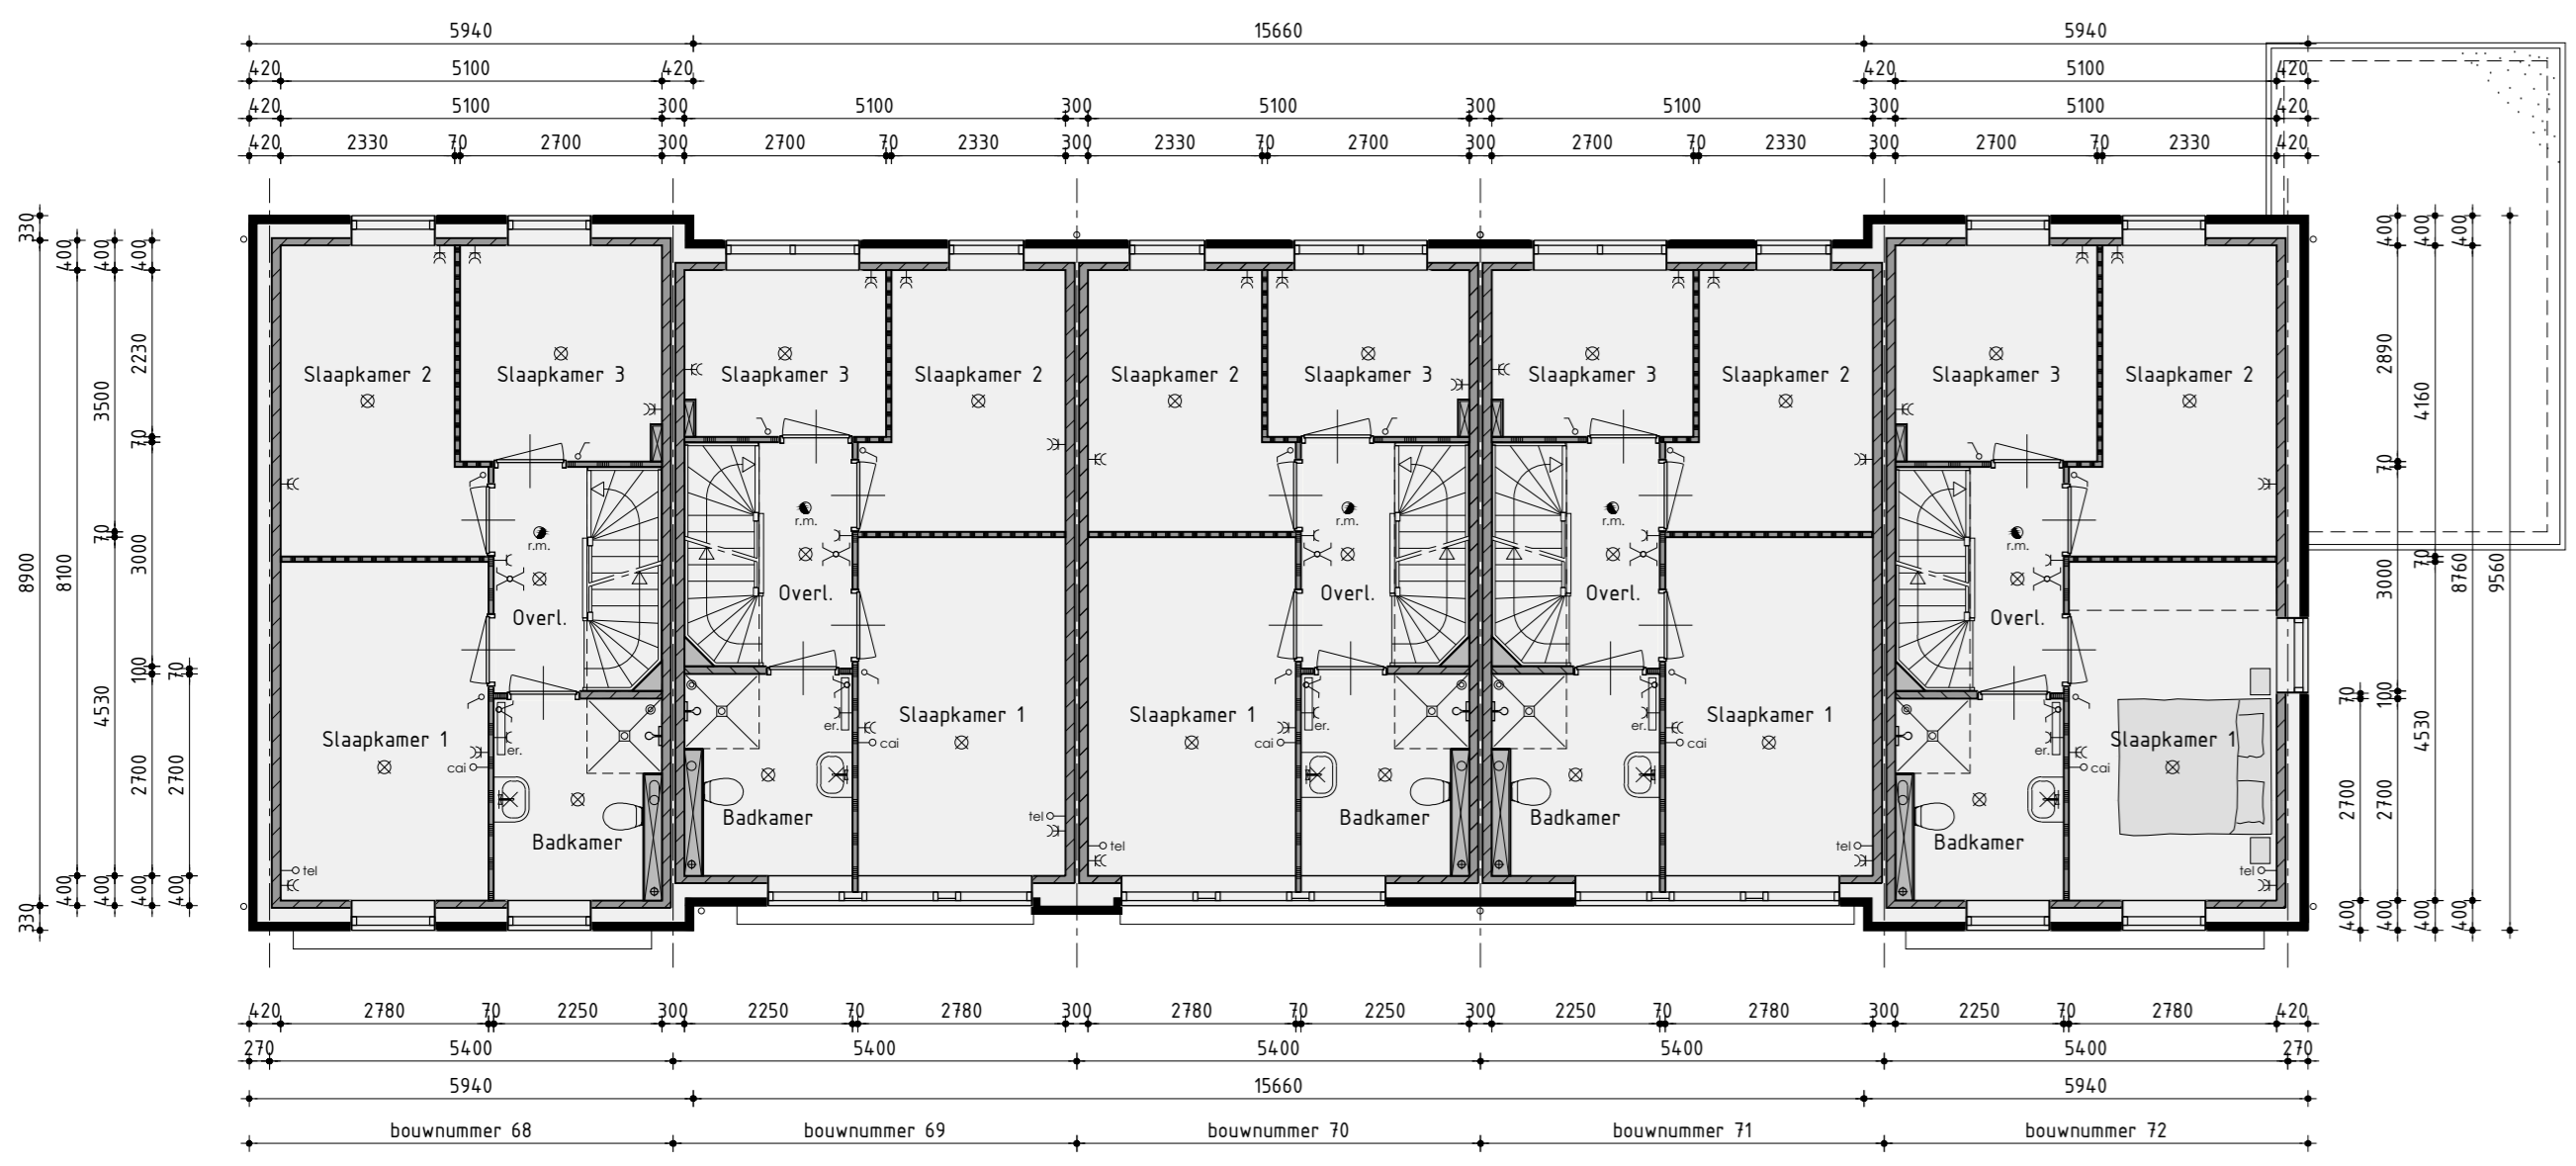 5940 15660 5940
420 5100 420 420 5100 420
420 5100 300 5100 300 5100 300 5100 300 5100 420
420 2330 70 2700 300 2700 70 2330 300 2330 70 2700 300 2700 70 2330 300 2700 70 2330 420
330 8900 330
400 8100 400
400 3500 70 4530 400
400 2230 70 3000 100 2700 400
70 2700 400
Slaapkamer 2 Slaapkamer 3 Slaapkamer 3 Slaapkamer 2 Slaapkamer 2 Slaapkamer 3 Slaapkamer 3 Slaapkamer 2 Slaapkamer 3 Slaapkamer 2
r.m. r.m. r.m. r.m. r.m.
Overl. Overl. Overl. Overl. Overl.
Slaapkamer 1 Slaapkamer 1 Slaapkamer 1 Slaapkamer 1 Slaapkamer 1
er. er. er. er. er.
cai cai cai cai cai
Badkamer Badkamer Badkamer Badkamer Badkamer
tel tel tel tel tel
70 2700 400
400 2890 70 3000 100 2700 400
400 4160 70 4530 400
400 8760 400
9560
420 2780 70 2250 300 2250 70 2780 300 2780 70 2250 300 2250 70 2780 300 2250 70 2780 420
270 5400 5400 5400 5400 5400 270
5940 15660 5940
bouwnummer 68 bouwnummer 69 bouwnummer 70 bouwnummer 71 bouwnummer 72